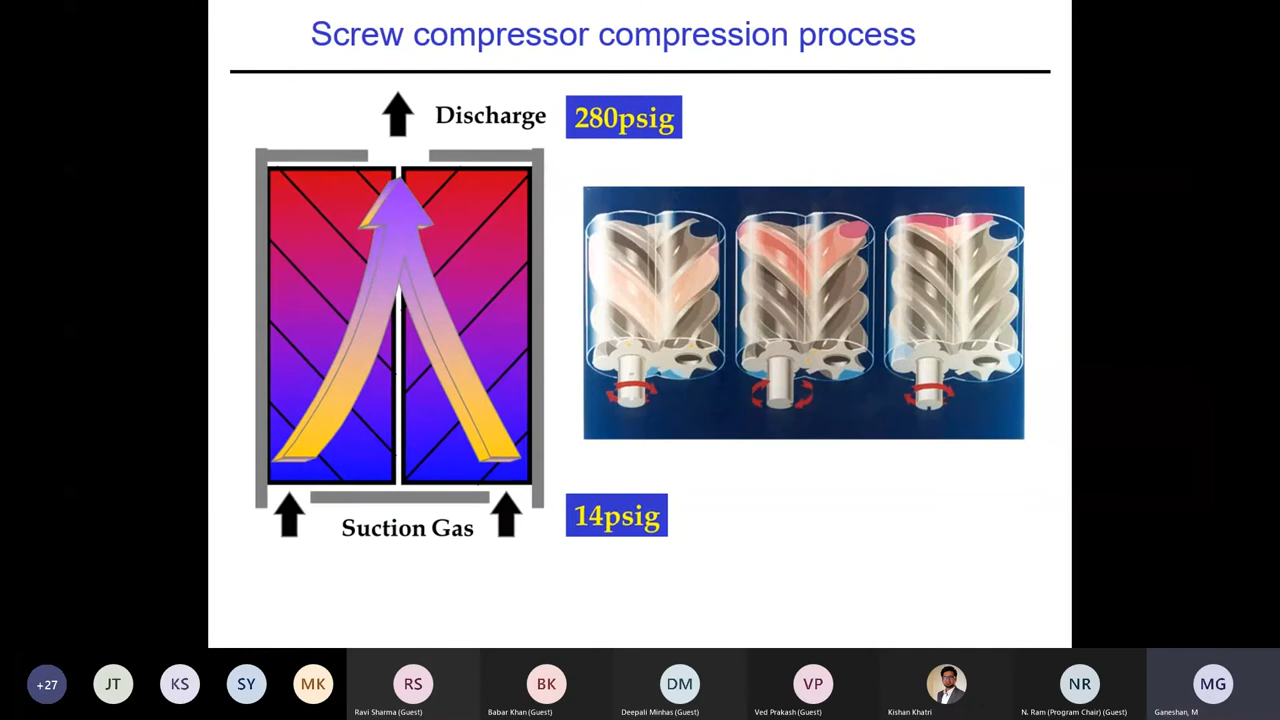 Screw compressor compression process
Discharge
280psig
14psig
Suction Gas
+27
JT
KS
SY
MK
RS
BK
DM
VP
NR
MG
Ravi Sharma (Guest)
Babar Khan (Guest)
Deepali Minhas (Guest)
Ved Prakash (Guest)
Kishan Khatri
N. Ram (Program Chair) (Guest)
Ganeshan, M